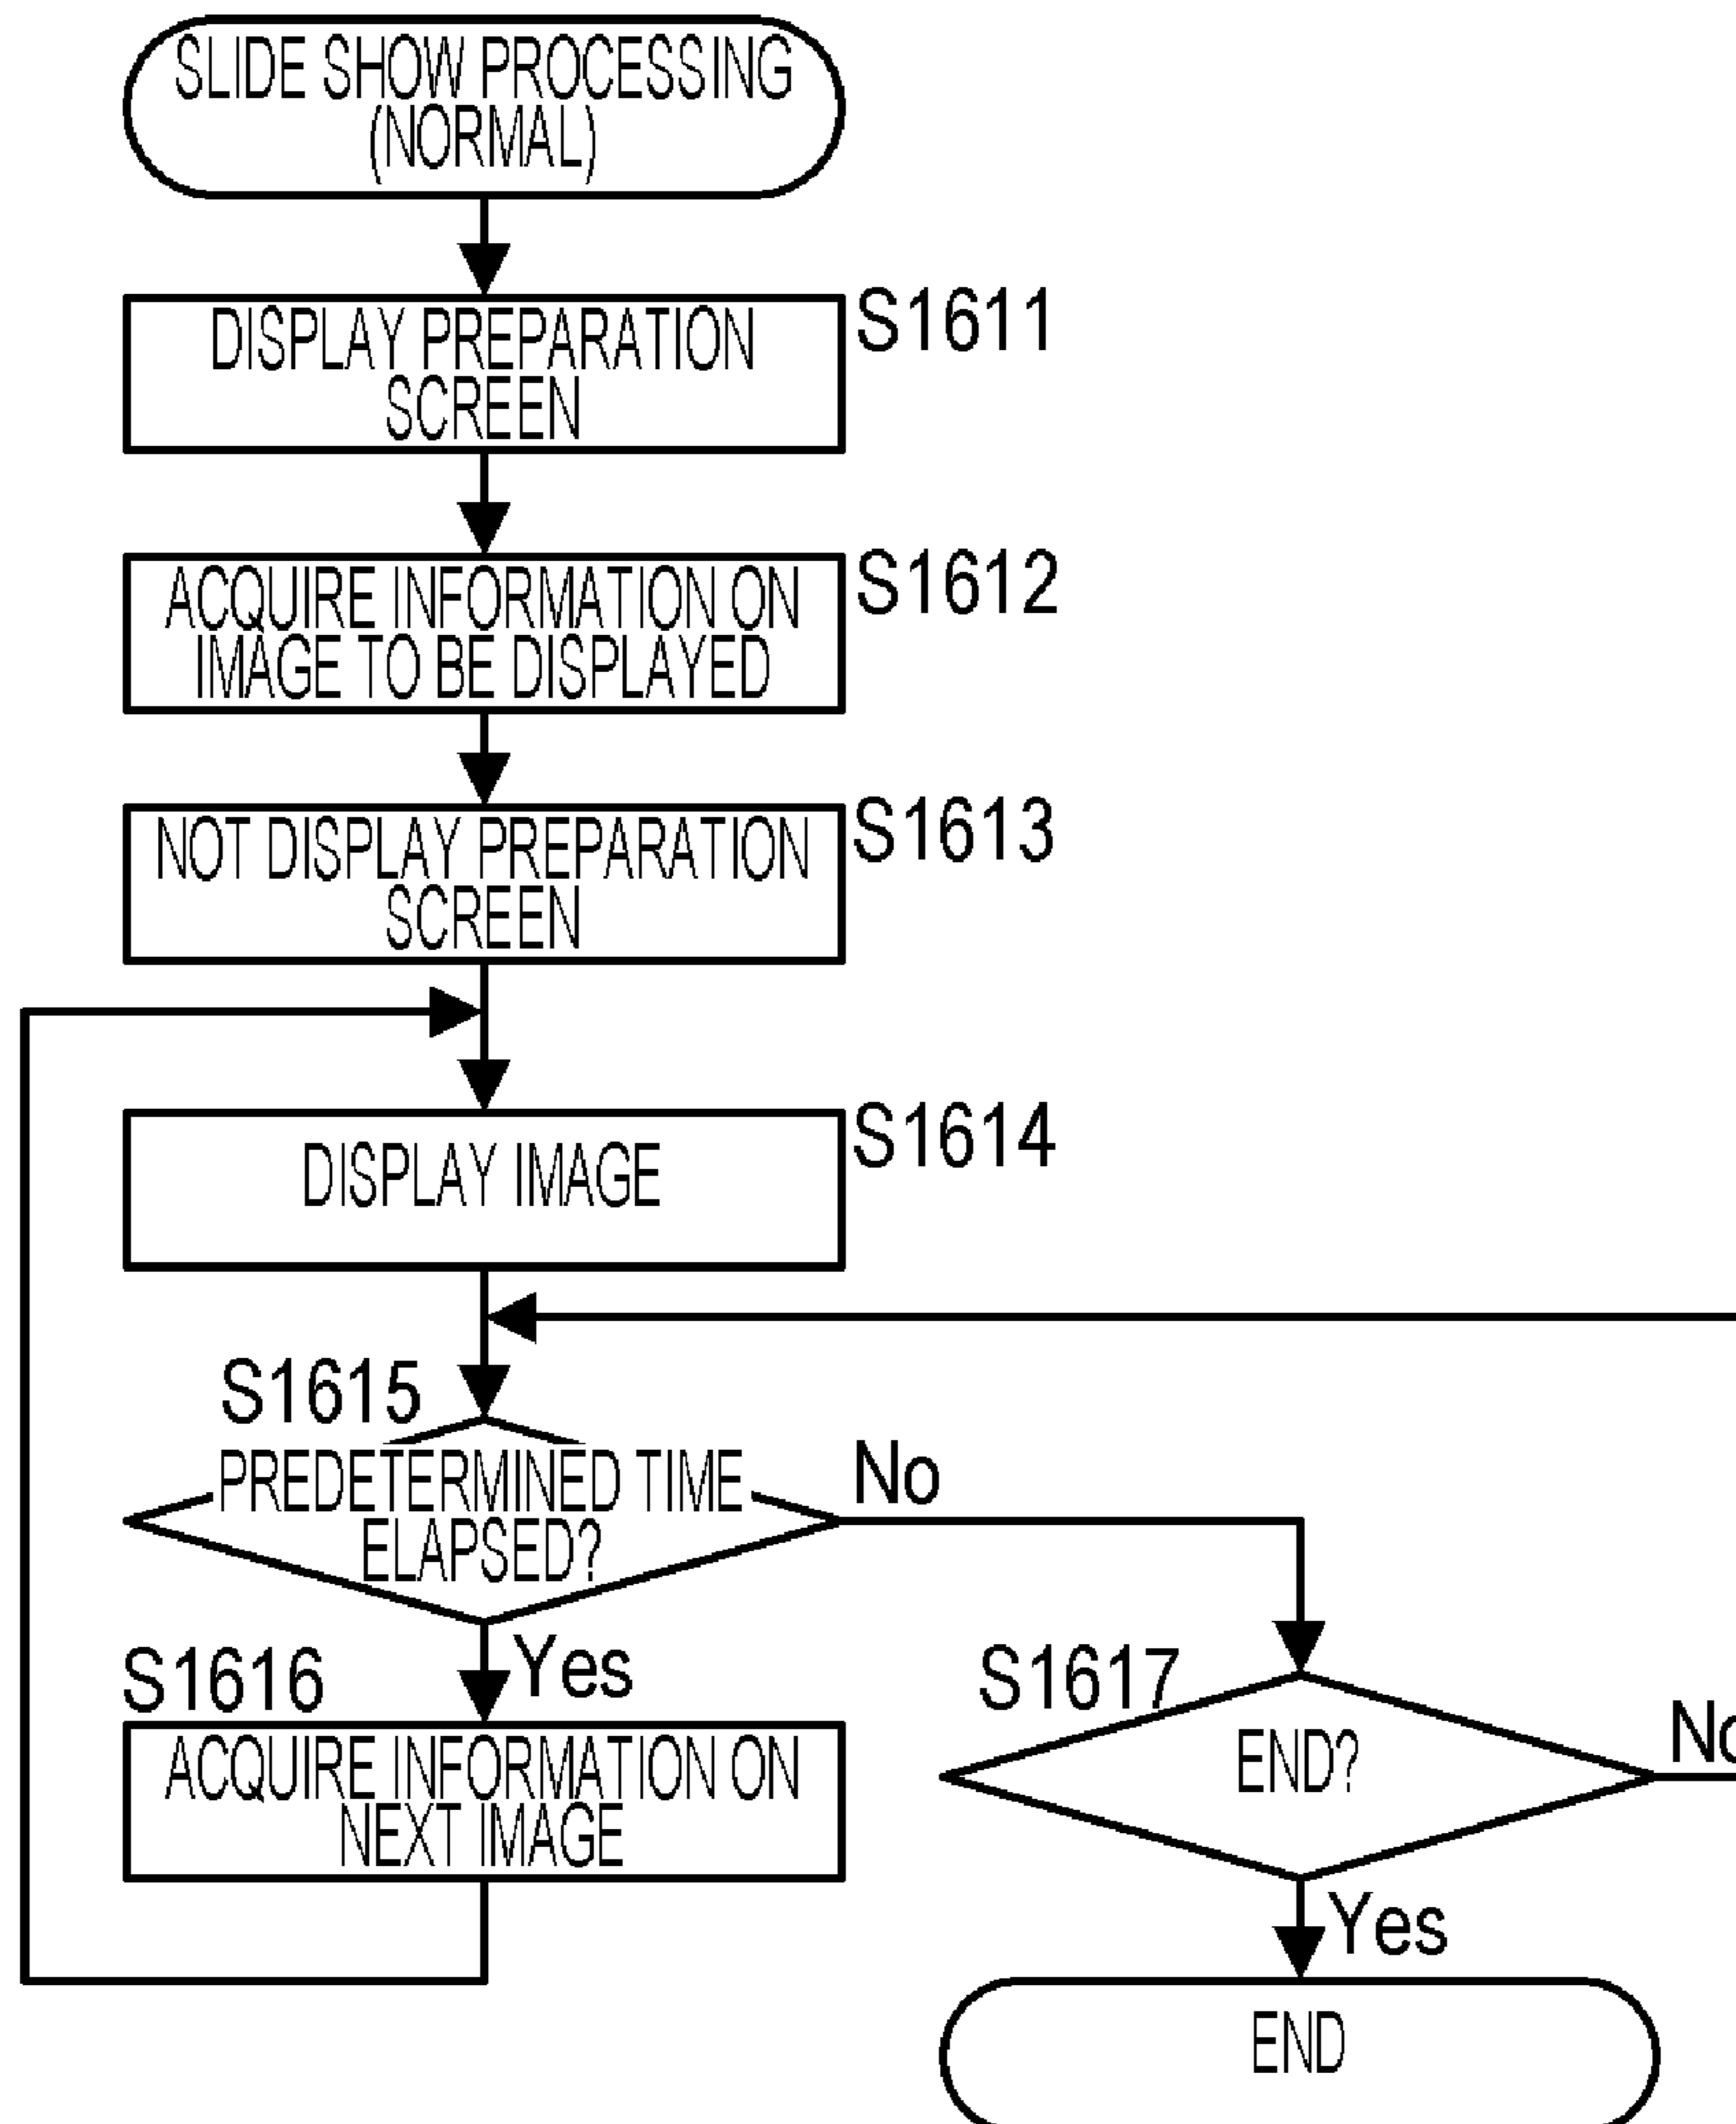 SLIDE SHOW PROCESSING
(NORMAL)
S1611
DISPLAY PREPARATION
SCREEN
S1612
ACQUIRE INFORMATION ON
IMAGE TO BE DISPLAYED
S1613
NOT DISPLAY PREPARATION
SCREEN
S1614
DISPLAY IMAGE
S1615
PREDETERMINED TIME
ELAPSED?
No
Yes
S1616
ACQUIRE INFORMATION ON
NEXT IMAGE
S1617
END?
No
Yes
END